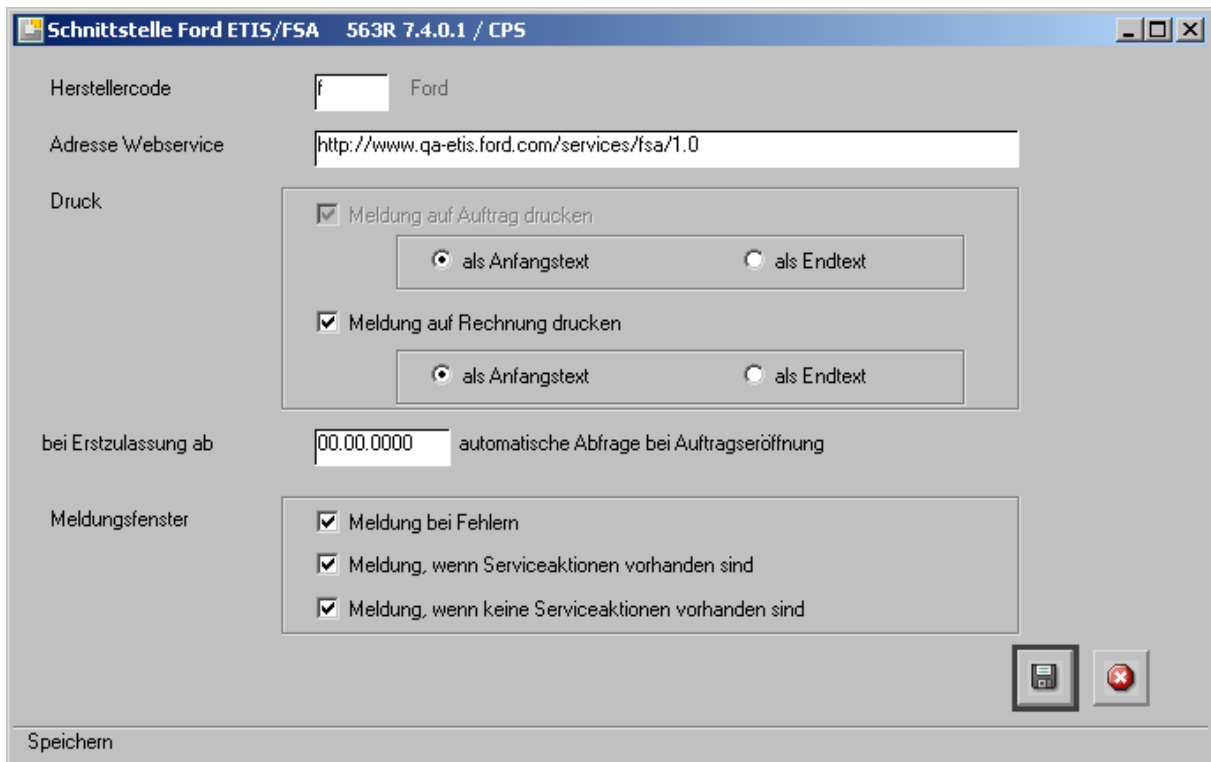 Schnittstelle Ford ETIS/FSA 563R 7.4.0.1 / CPS
Herstellercode f Ford
Adresse Webservice http://www.qa-etis.ford.com/services/fsa/1.0
Druck
Meldung auf Auftrag drucken
als Anfangstext als Endtext
Meldung auf Rechnung drucken
als Anfangstext als Endtext
bei Erstzulassung ab 00.00.0000 automatische Abfrage bei Auftragseröffnung
Meldungsfenster
Meldung bei Fehlern
Meldung, wenn Serviceaktionen vorhanden sind
Meldung, wenn keine Serviceaktionen vorhanden sind
Speichern